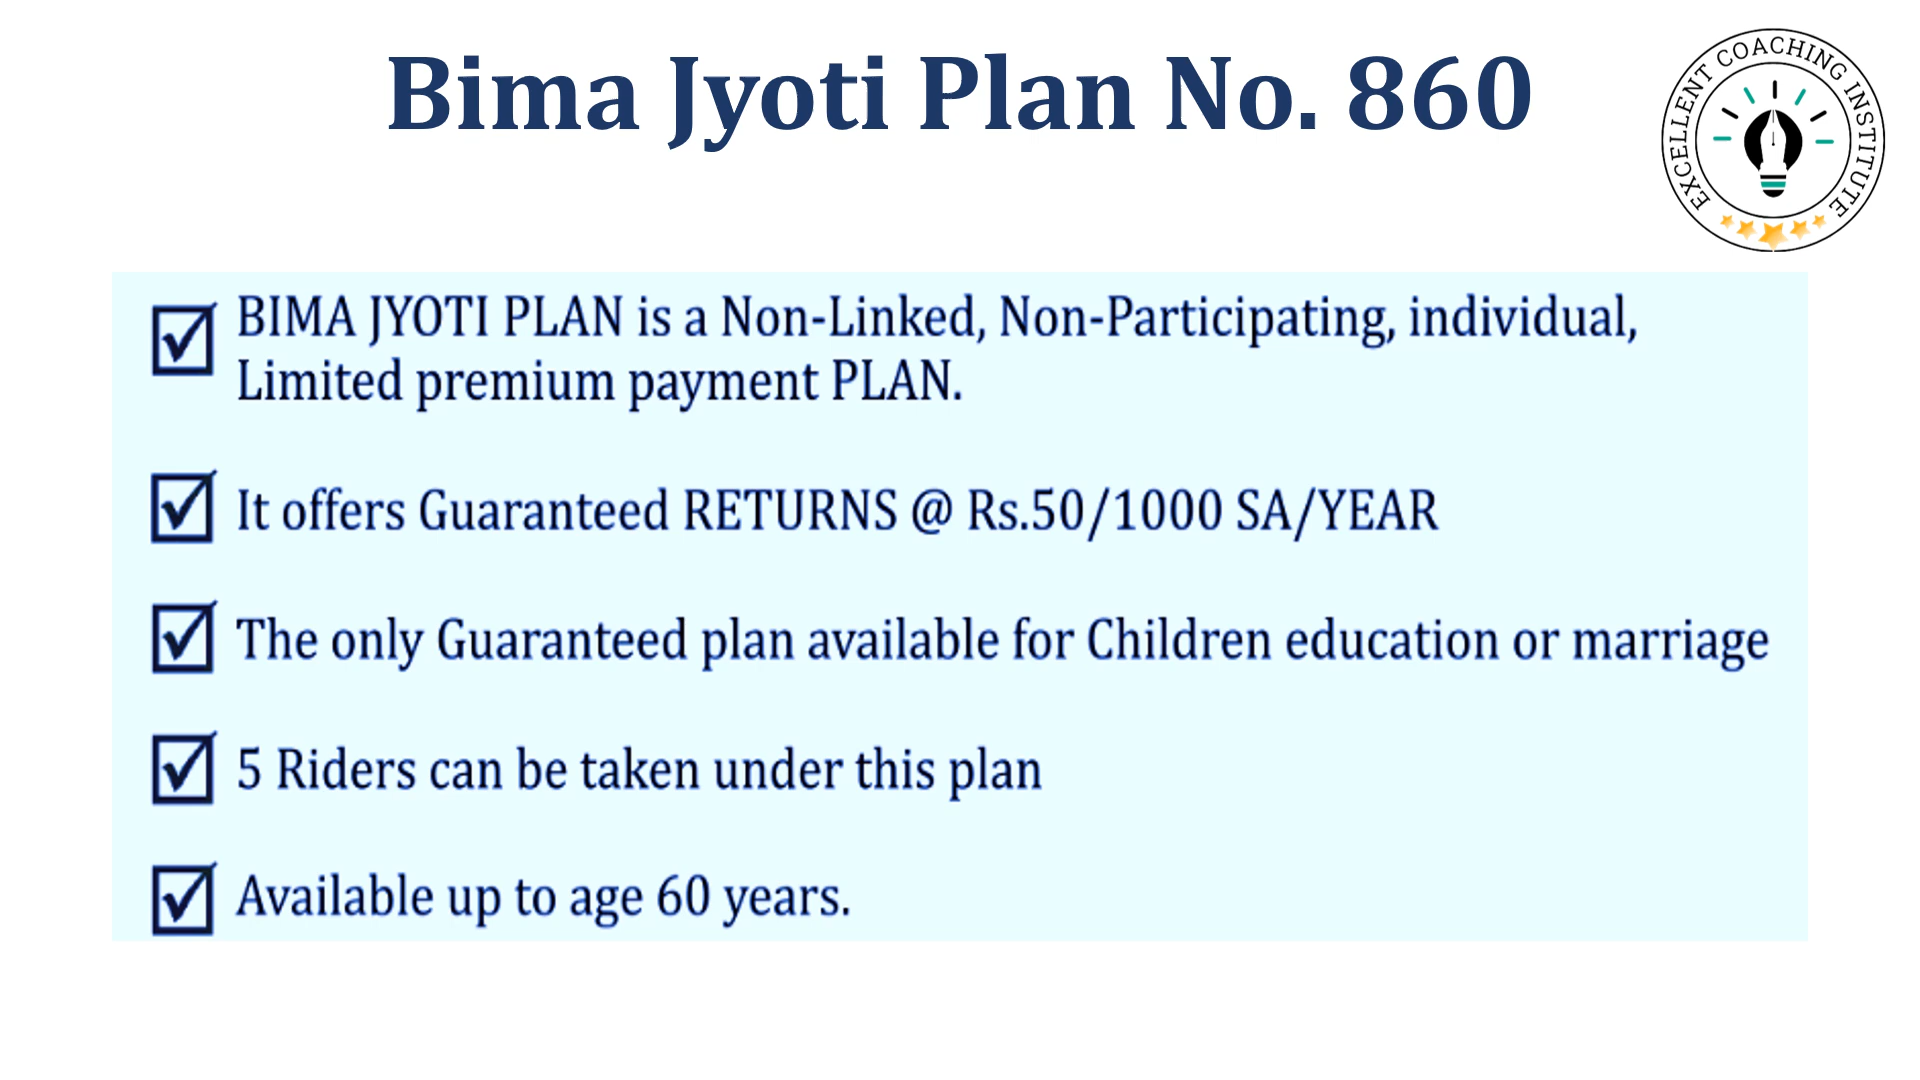 Bima Jyoti Plan No. 860
EXCELLENT COACHING INSTITUTE
BIMA JYOTI PLAN is a Non-Linked, Non-Participating, individual,
Limited premium payment PLAN.
It offers Guaranteed RETURNS @ Rs.50/1000 SA/YEAR
The only Guaranteed plan available for Children education or marriage
5 Riders can be taken under this plan
Available up to age 60 years.